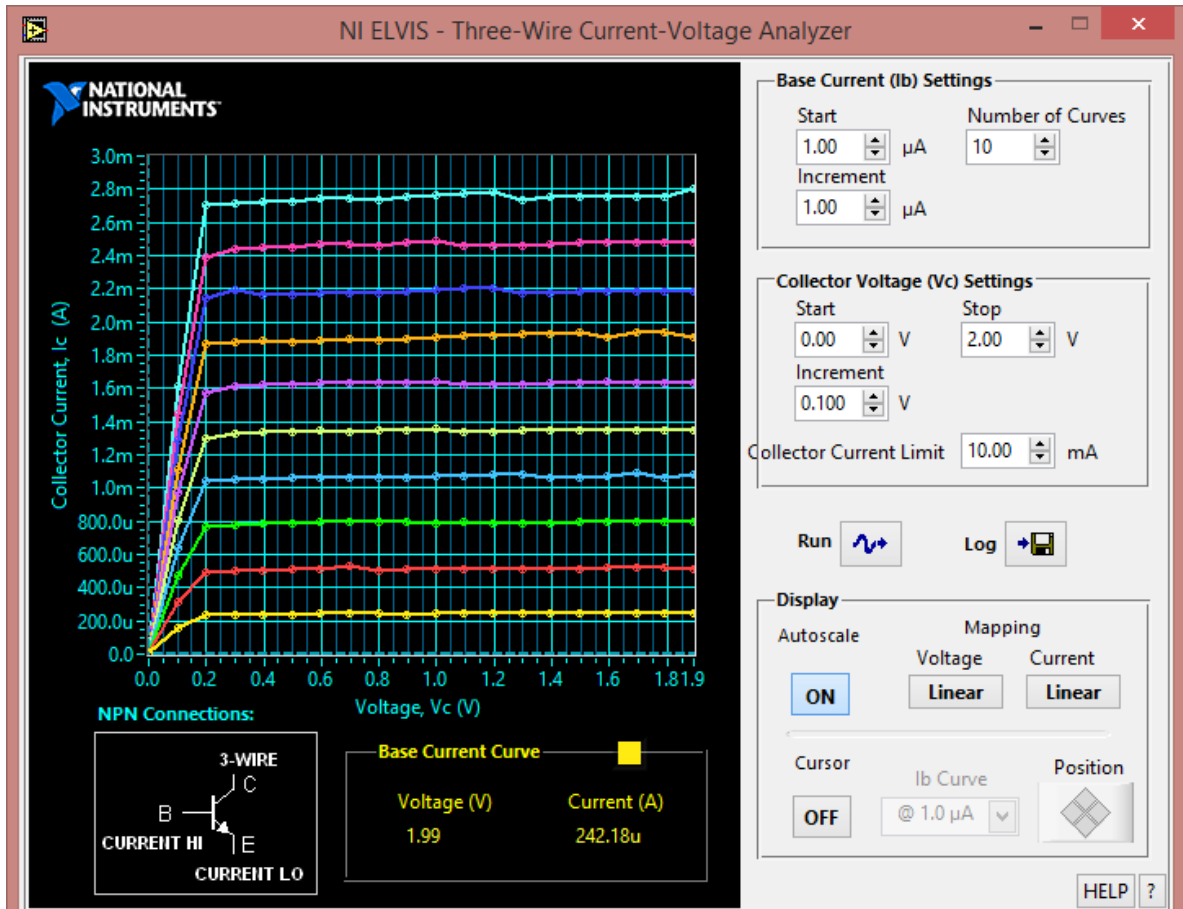 NI ELVIS - Three-Wire Current-Voltage Analyzer
NATIONAL
INSTRUMENTS™
3.0m
2.8m
2.6m
2.4m
2.2m
2.0m
1.8m
1.6m
1.4m
1.2m
1.0m
800.0u
600.0u
400.0u
200.0u
0.0
Collector Current, Ic (A)
0.0 0.2 0.4 0.6 0.8 1.0 1.2 1.4 1.6 1.8 1.9
Voltage, Vc (V)
NPN Connections:
3-WIRE
C
B
CURRENT HI
E
CURRENT LO
Base Current Curve
Voltage (V) Current (A)
1.99 242.18u
Base Current (Ib) Settings
Start Number of Curves
1.00 µA 10
Increment
1.00 µA
Collector Voltage (Vc) Settings
Start Stop
0.00 V 2.00 V
Increment
0.100 V
Collector Current Limit 10.00 mA
Run Log
Display
Autoscale Mapping
Voltage Current
ON Linear Linear
Cursor Ib Curve Position
OFF @ 1.0 µA
HELP ?